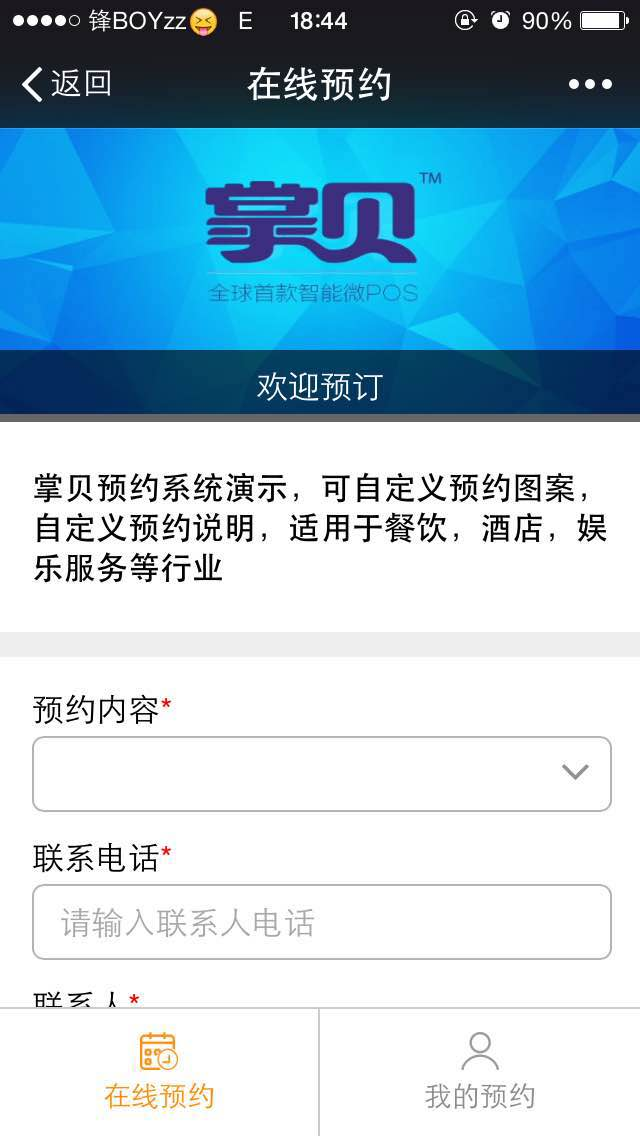 锋BOYzz😝 E 18:44 90%
返回 在线预约
掌贝™
全球首款智能微POS
欢迎预订
掌贝预约系统演示，可自定义预约图案，
自定义预约说明，适用于餐饮，酒店，娱
乐服务等行业
预约内容*
联系电话*
请输入联系人电话
联系人*
在线预约 我的预约